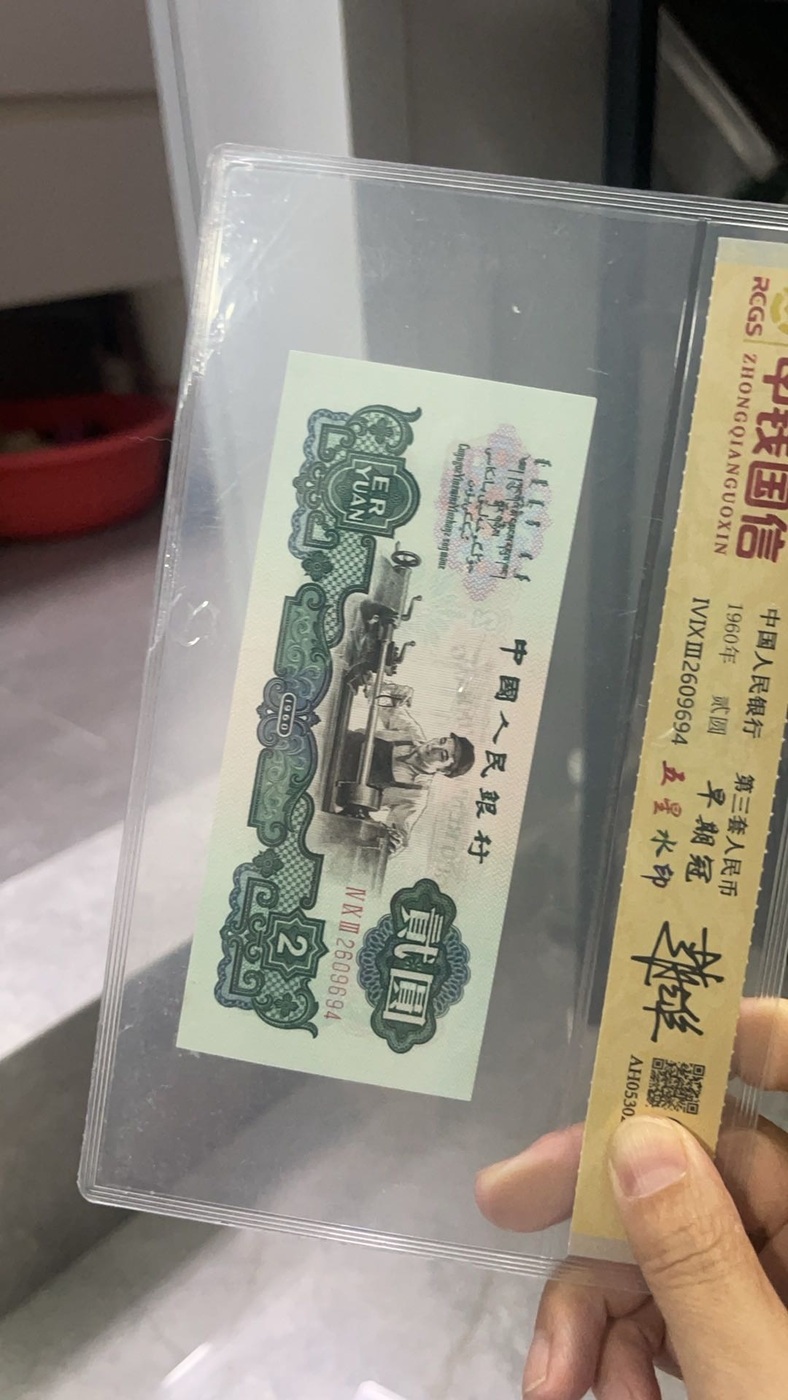 RCGS
中钱国信
ZHONGQIANGUOXIN
中国人民银行 第三套人民币
1960年 贰圆 早期冠
ⅣⅨⅢ2609694 五星水印
中國人民銀行
ER
YUAN
貳圓
ⅣⅨⅢ 2609694
1960
2